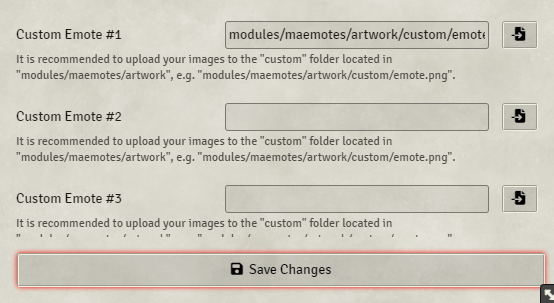 Custom Emote #1
modules/maemotes/artwork/custom/emote
It is recommended to upload your images to the "custom" folder located in
"modules/maemotes/artwork", e.g. "modules/maemotes/artwork/custom/emote.png".
Custom Emote #2
It is recommended to upload your images to the "custom" folder located in
"modules/maemotes/artwork", e.g. "modules/maemotes/artwork/custom/emote.png".
Custom Emote #3
It is recommended to upload your images to the "custom" folder located in
Save Changes